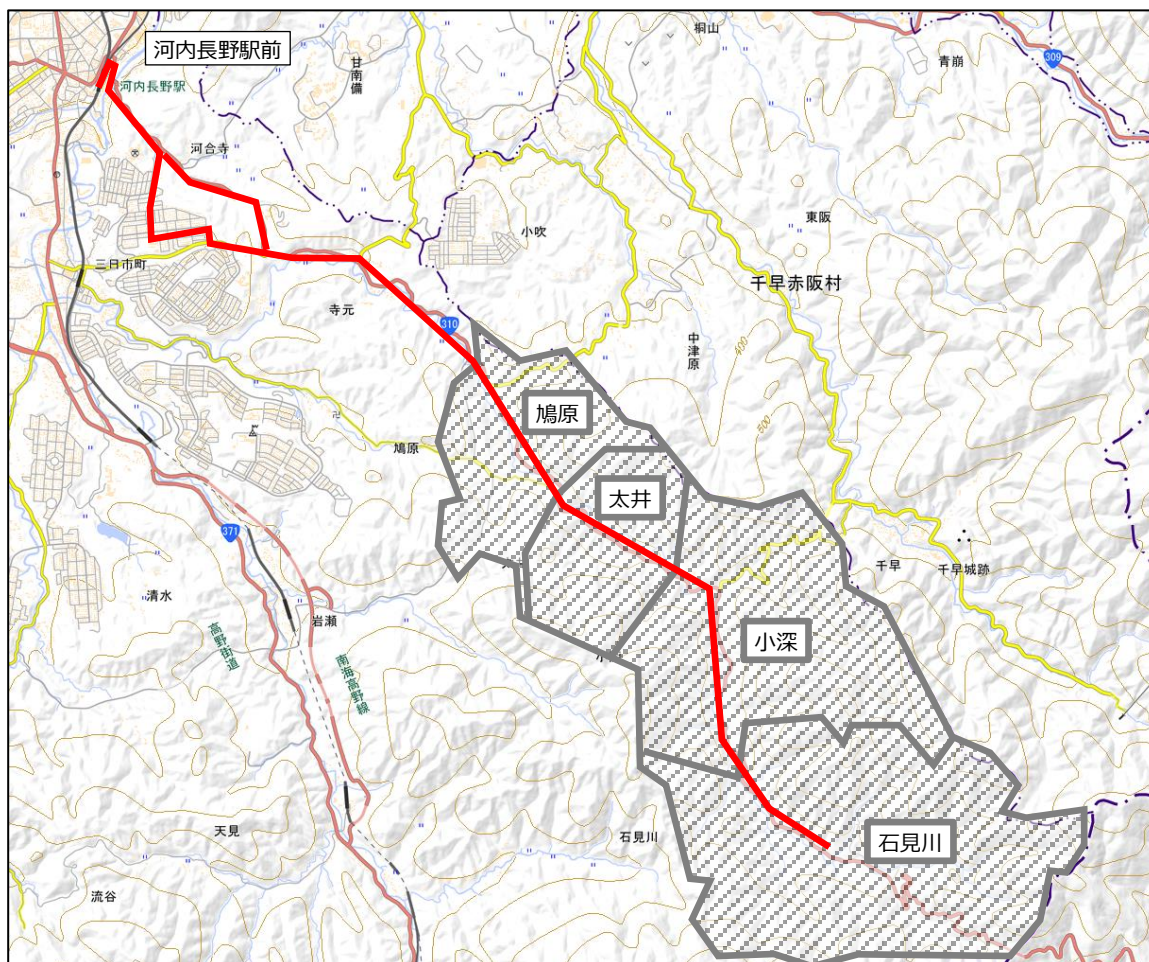 河内長野駅前
河内長野駅
甘南備
桐山
青崩
309
河合寺
小吹
東阪
三日市町
千早赤阪村
寺元
310
中津原
400
鳩原
500
鳩原
太井
371
千早
千早城跡
清水
岩瀬
高野街道
南海高野線
小深
天見
石見川
石見川
流谷